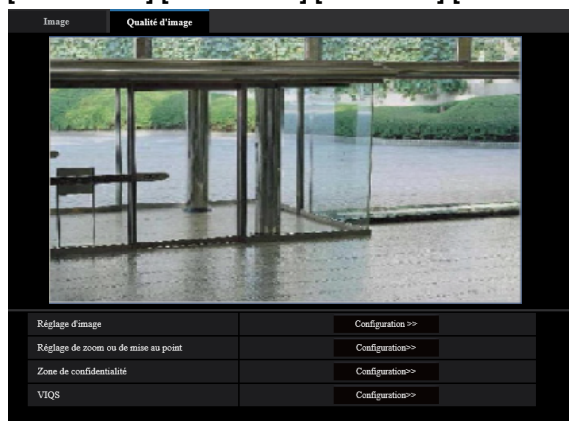 Image Qualité d'image
Réglage d'image Configuration >>
Réglage de zoom ou de mise au point Configuration>>
Zone de confidentialité Configuration>>
VIQS Configuration>>